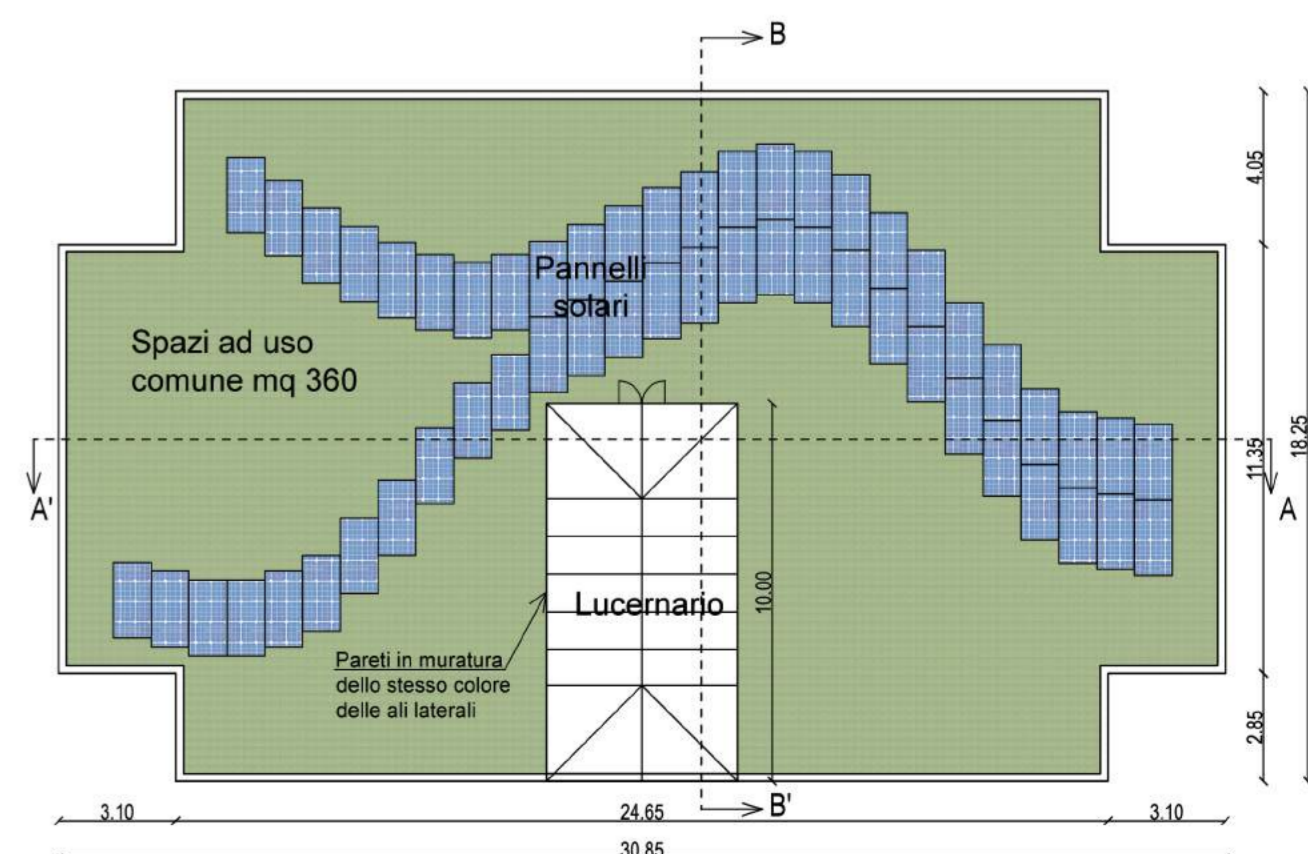 B
4.05
Pannelli
solari
Spazi ad uso
comune mq 360
11.35
18.25
A'
A
10.00
Lucernario
Pareti in muratura
dello stesso colore
delle ali laterali
2.85
B'
3.10
24.65
3.10
30.85